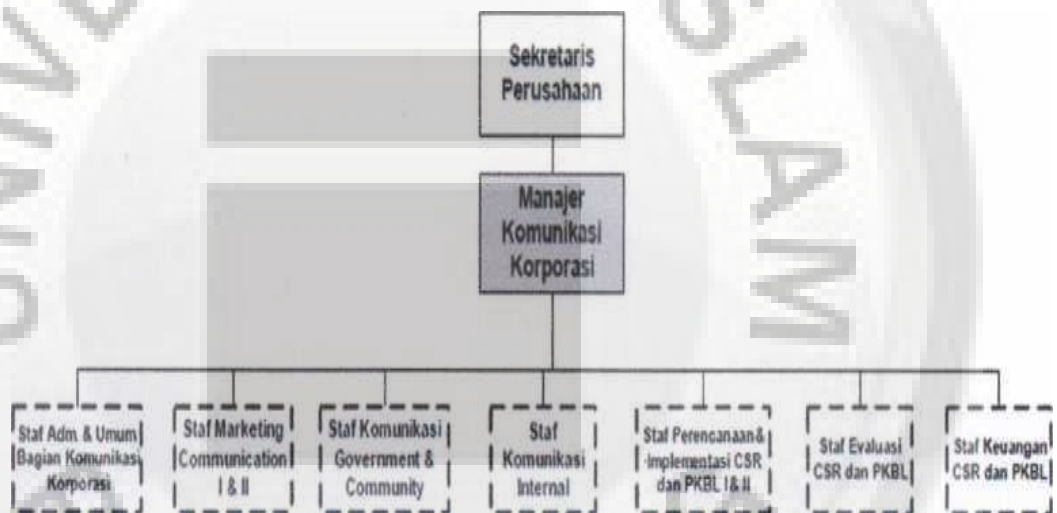 Sekretaris
Perusahaan
Manajer
Komunikasi
Korporasi
Staf Adm. & Umum
Bagian Komunikasi
Korporasi
Staf Marketing
Communication
I & II
Staf Komunikasi
Government &
Community
Staf
Komunikasi
Internal
Staf Perencanaan &
Implementasi CSR
dan PKBL I & II
Staf Evaluasi
CSR dan PKBL
Staf Keuangan
CSR dan PKBL
SLAM